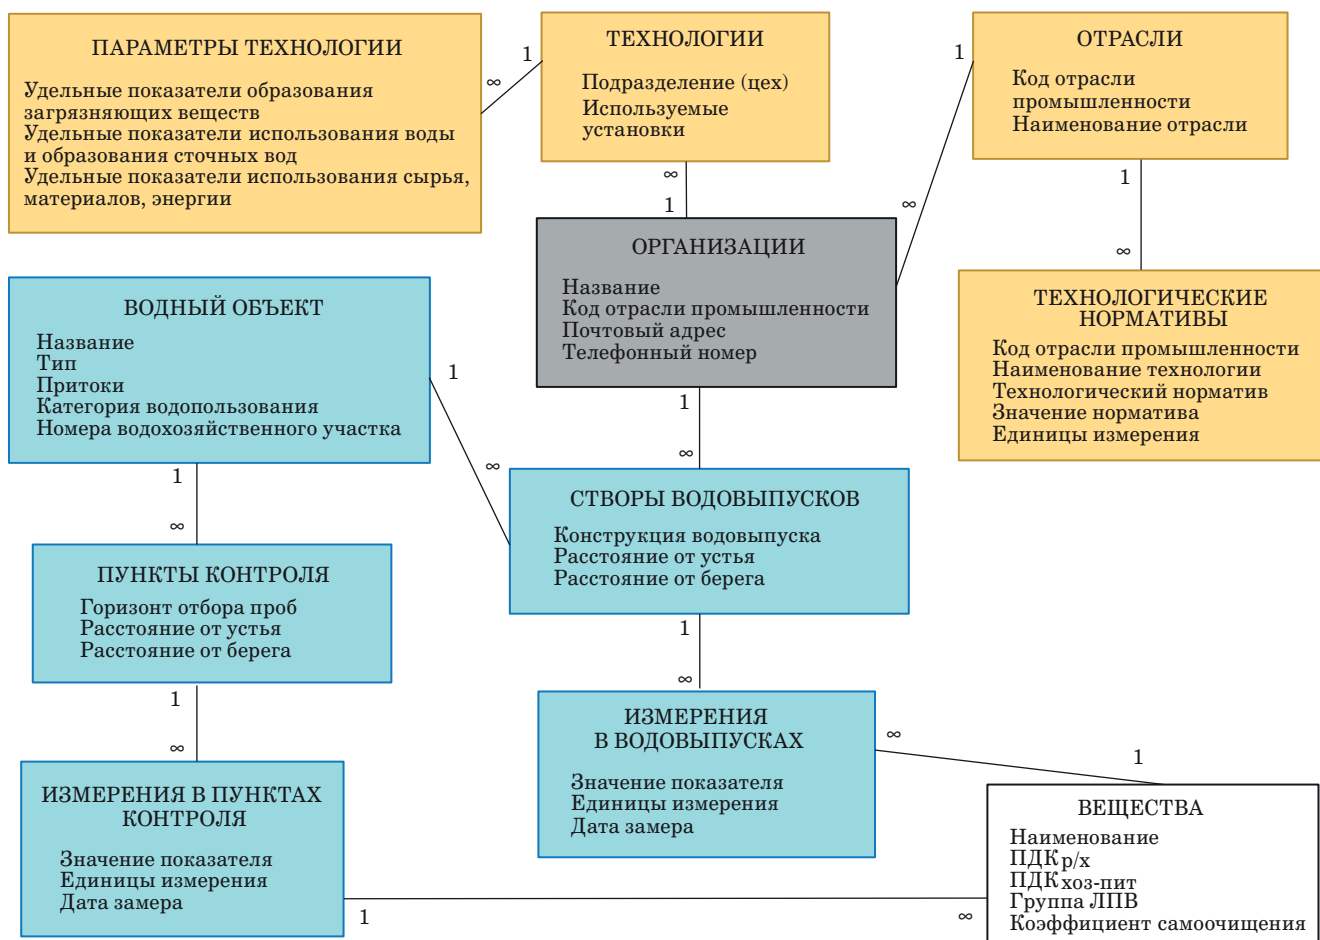 ПАРАМЕТРЫ ТЕХНОЛОГИИ
Удельные показатели образования
загрязняющих веществ
Удельные показатели использования воды
и образования сточных вод
Удельные показатели использования сырья,
материалов, энергии
∞
1
ТЕХНОЛОГИИ
Подразделение (цех)
Используемые
установки
∞
1
ОТРАСЛИ
Код отрасли
промышленности
Наименование отрасли
1
∞
1
∞
ОРГАНИЗАЦИИ
Название
Код отрасли промышленности
Почтовый адрес
Телефонный номер
1
∞
ТЕХНОЛОГИЧЕСКИЕ
НОРМАТИВЫ
Код отрасли промышленности
Наименование технологии
Технологический норматив
Значение норматива
Единицы измерения
ВОДНЫЙ ОБЪЕКТ
Название
Тип
Притоки
Категория водопользования
Номера водохозяйственного участка
1
∞
1
∞
СТВОРЫ ВОДОВЫПУСКОВ
Конструкция водовыпуска
Расстояние от устья
Расстояние от берега
1
∞
ПУНКТЫ КОНТРОЛЯ
Горизонт отбора проб
Расстояние от устья
Расстояние от берега
1
∞
ИЗМЕРЕНИЯ
В ВОДОВЫПУСКАХ
Значение показателя
Единицы измерения
Дата замера
∞
1
ИЗМЕРЕНИЯ В ПУНКТАХ
КОНТРОЛЯ
Значение показателя
Единицы измерения
Дата замера
1
∞
ВЕЩЕСТВА
Наименование
ПДК р/х
ПДК хоз-пит
Группа ЛПВ
Коэффициент самоочищения